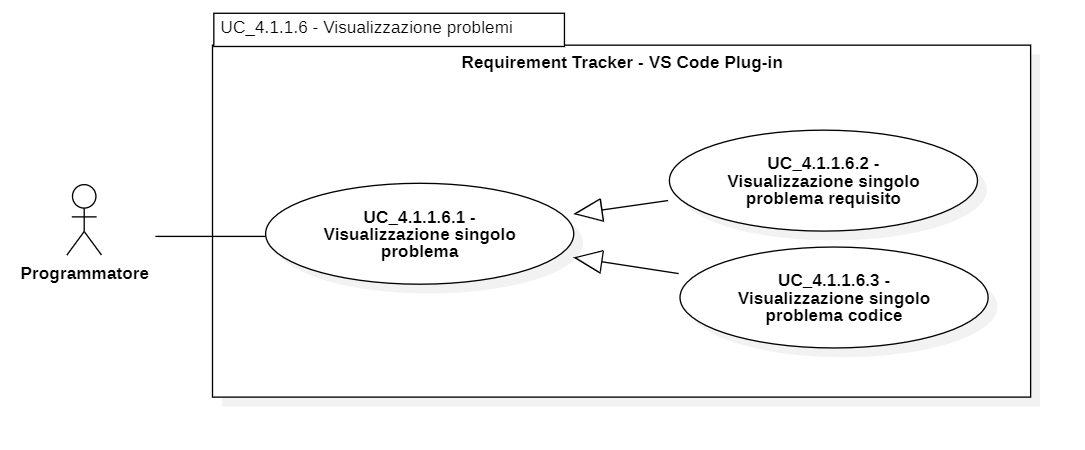 UC_4.1.1.6 - Visualizzazione problemi
Requirement Tracker - VS Code Plug-in
Programmatore
UC_4.1.1.6.1 -
Visualizzazione singolo
problema
UC_4.1.1.6.2 -
Visualizzazione singolo
problema requisito
UC_4.1.1.6.3 -
Visualizzazione singolo
problema codice